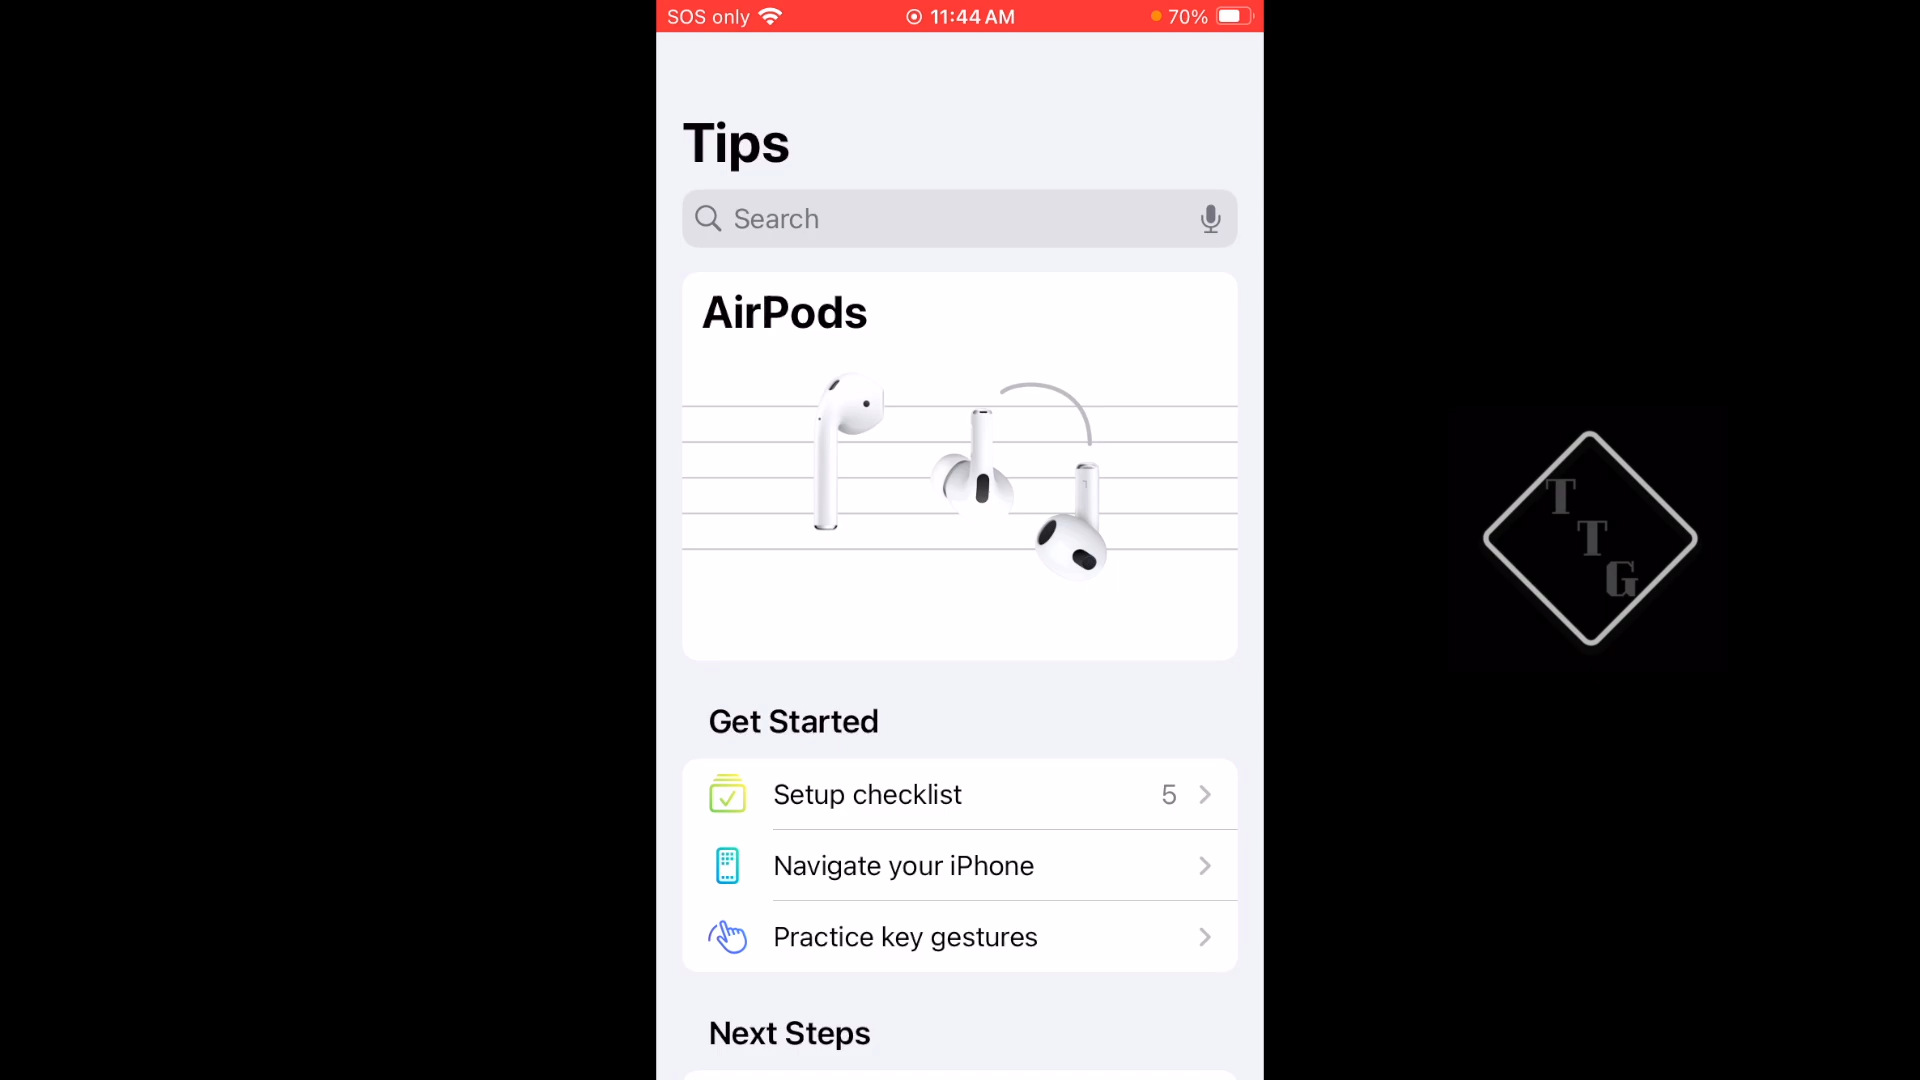 SOS only 11:44 AM 70%
Tips
Search
AirPods
Get Started
Setup checklist 5
Navigate your iPhone
Practice key gestures
Next Steps
T
T
G